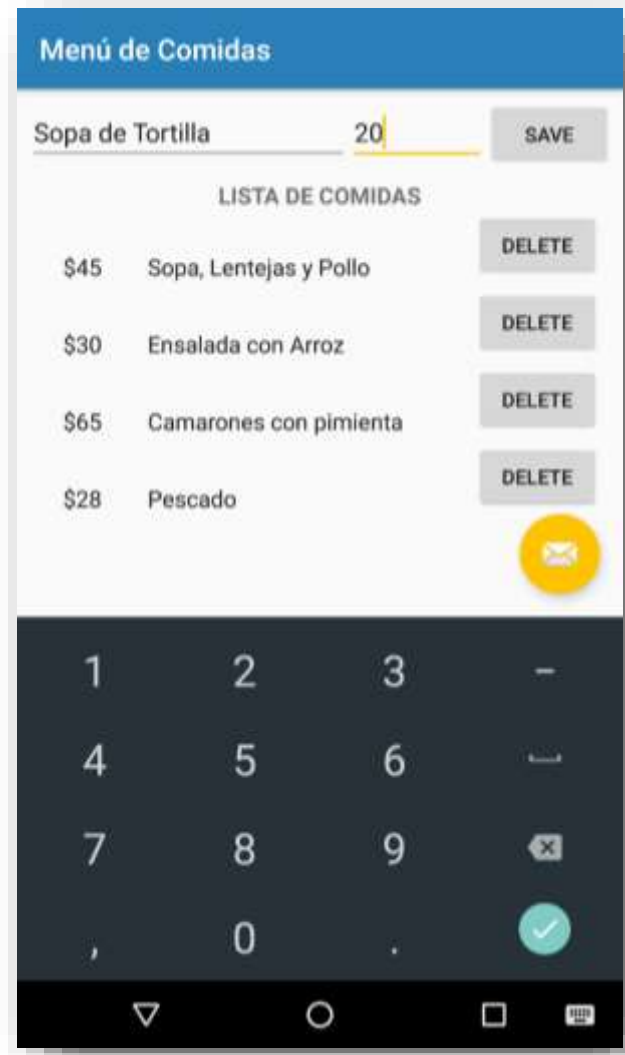 Menú de Comidas
Sopa de Tortilla 20 SAVE
LISTA DE COMIDAS
$45 Sopa, Lentejas y Pollo DELETE
$30 Ensalada con Arroz DELETE
$65 Camarones con pimienta DELETE
$28 Pescado DELETE
1 2 3 -
4 5 6
7 8 9
, 0 .